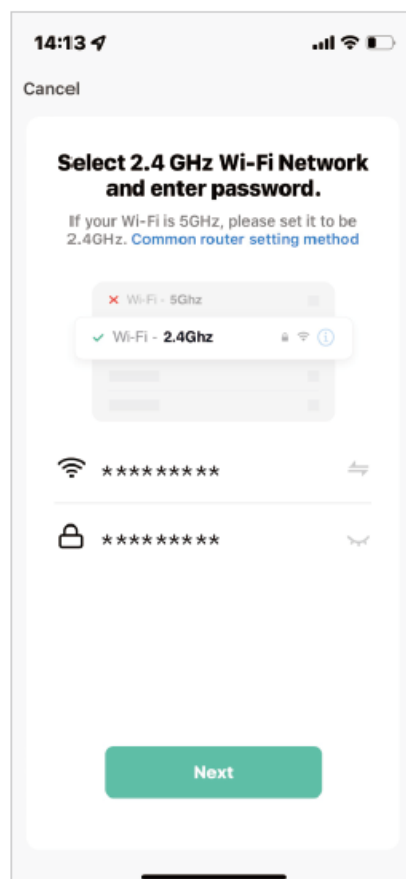 14:13
Cancel
Select 2.4 GHz Wi-Fi Network
and enter password.
If your Wi-Fi is 5GHz, please set it to be
2.4GHz. Common router setting method
Wi-Fi - 5Ghz
Wi-Fi - 2.4Ghz
*********
*********
Next